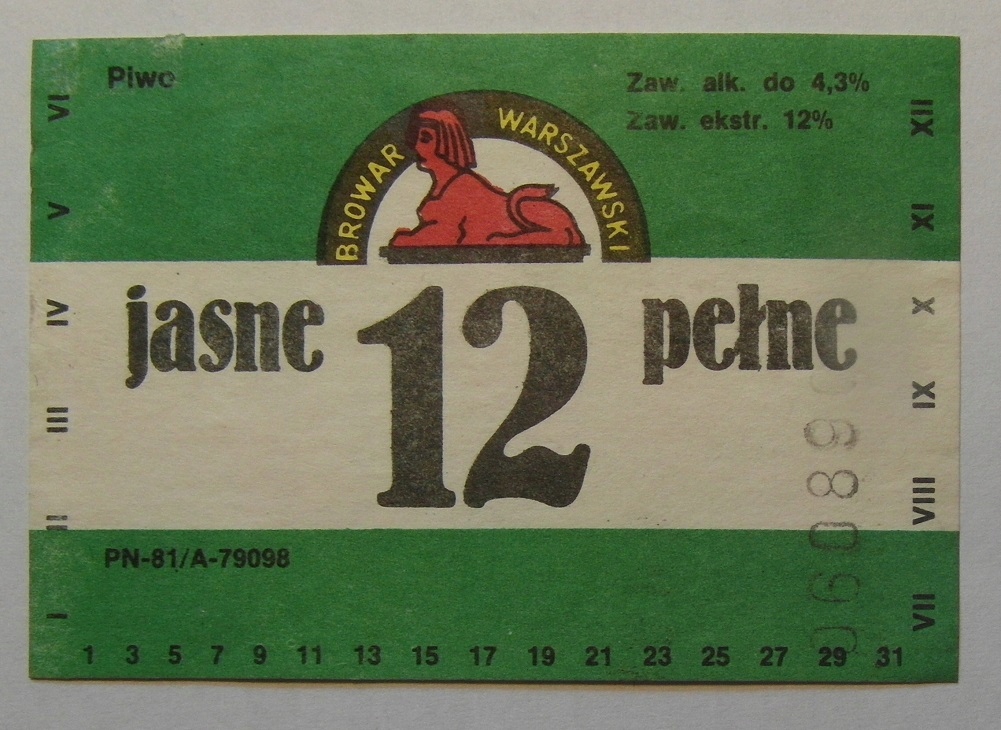 Piwo
Zaw. alk. do 4,3%
Zaw. ekstr. 12%
BROWAR WARSZAWSKI
jasne 12 pełne
PN-81/A-79098
I II III IV V VI
VII VIII IX X XI XII
1 3 5 7 9 11 13 15 17 19 21 23 25 27 29 31